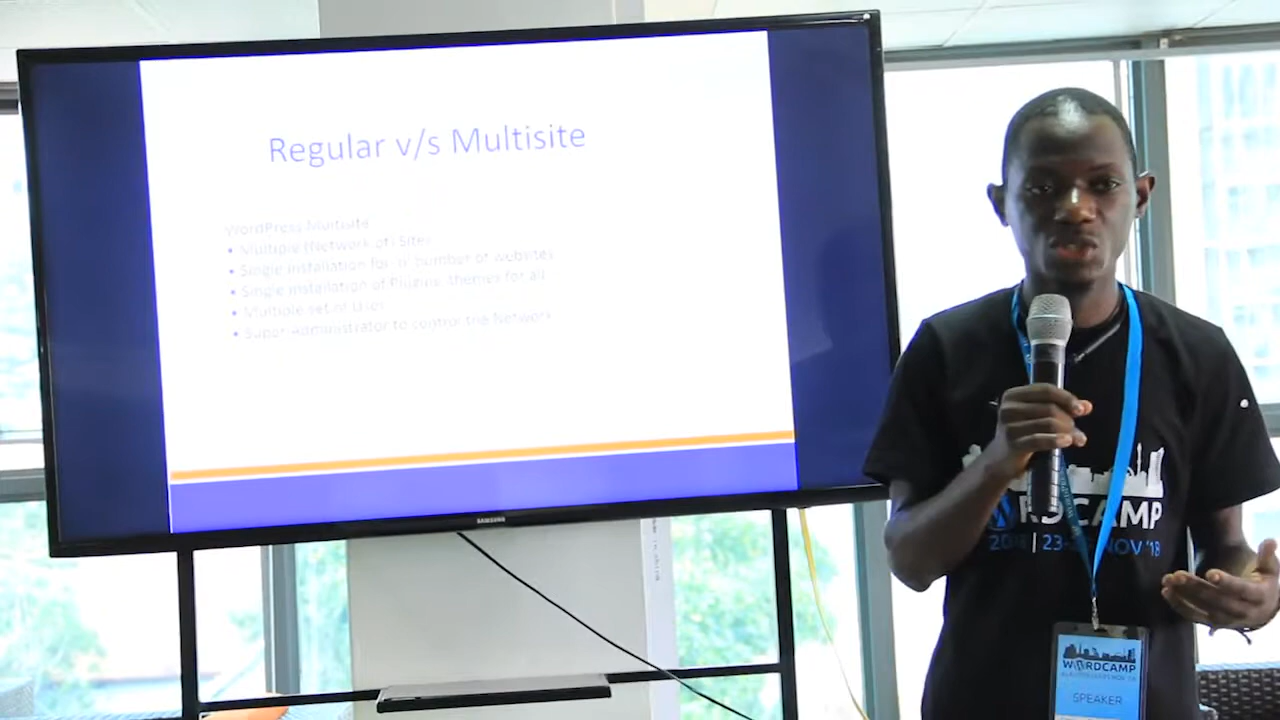 Regular v/s Multisite
WordPress Multisite
• Multiple (Network of) Sites
• Single installation for 'n' number of websites
• Single installation of Plugins, themes for all
• Multiple set of Users
• Super Administrator to control the Network
SAMSUNG
WORDCAMP
| 23- NOV '18
WORDCAMP
SPEAKER